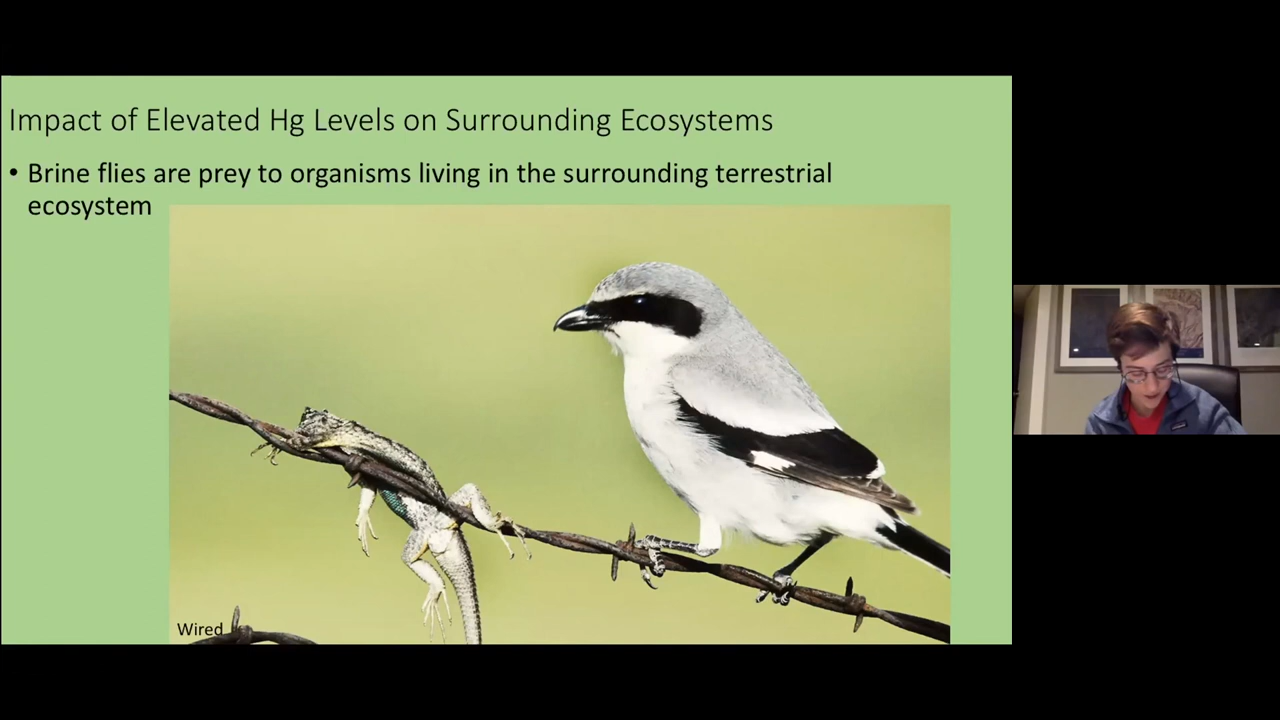 Impact of Elevated Hg Levels on Surrounding Ecosystems
• Brine flies are prey to organisms living in the surrounding terrestrial
ecosystem
Wired